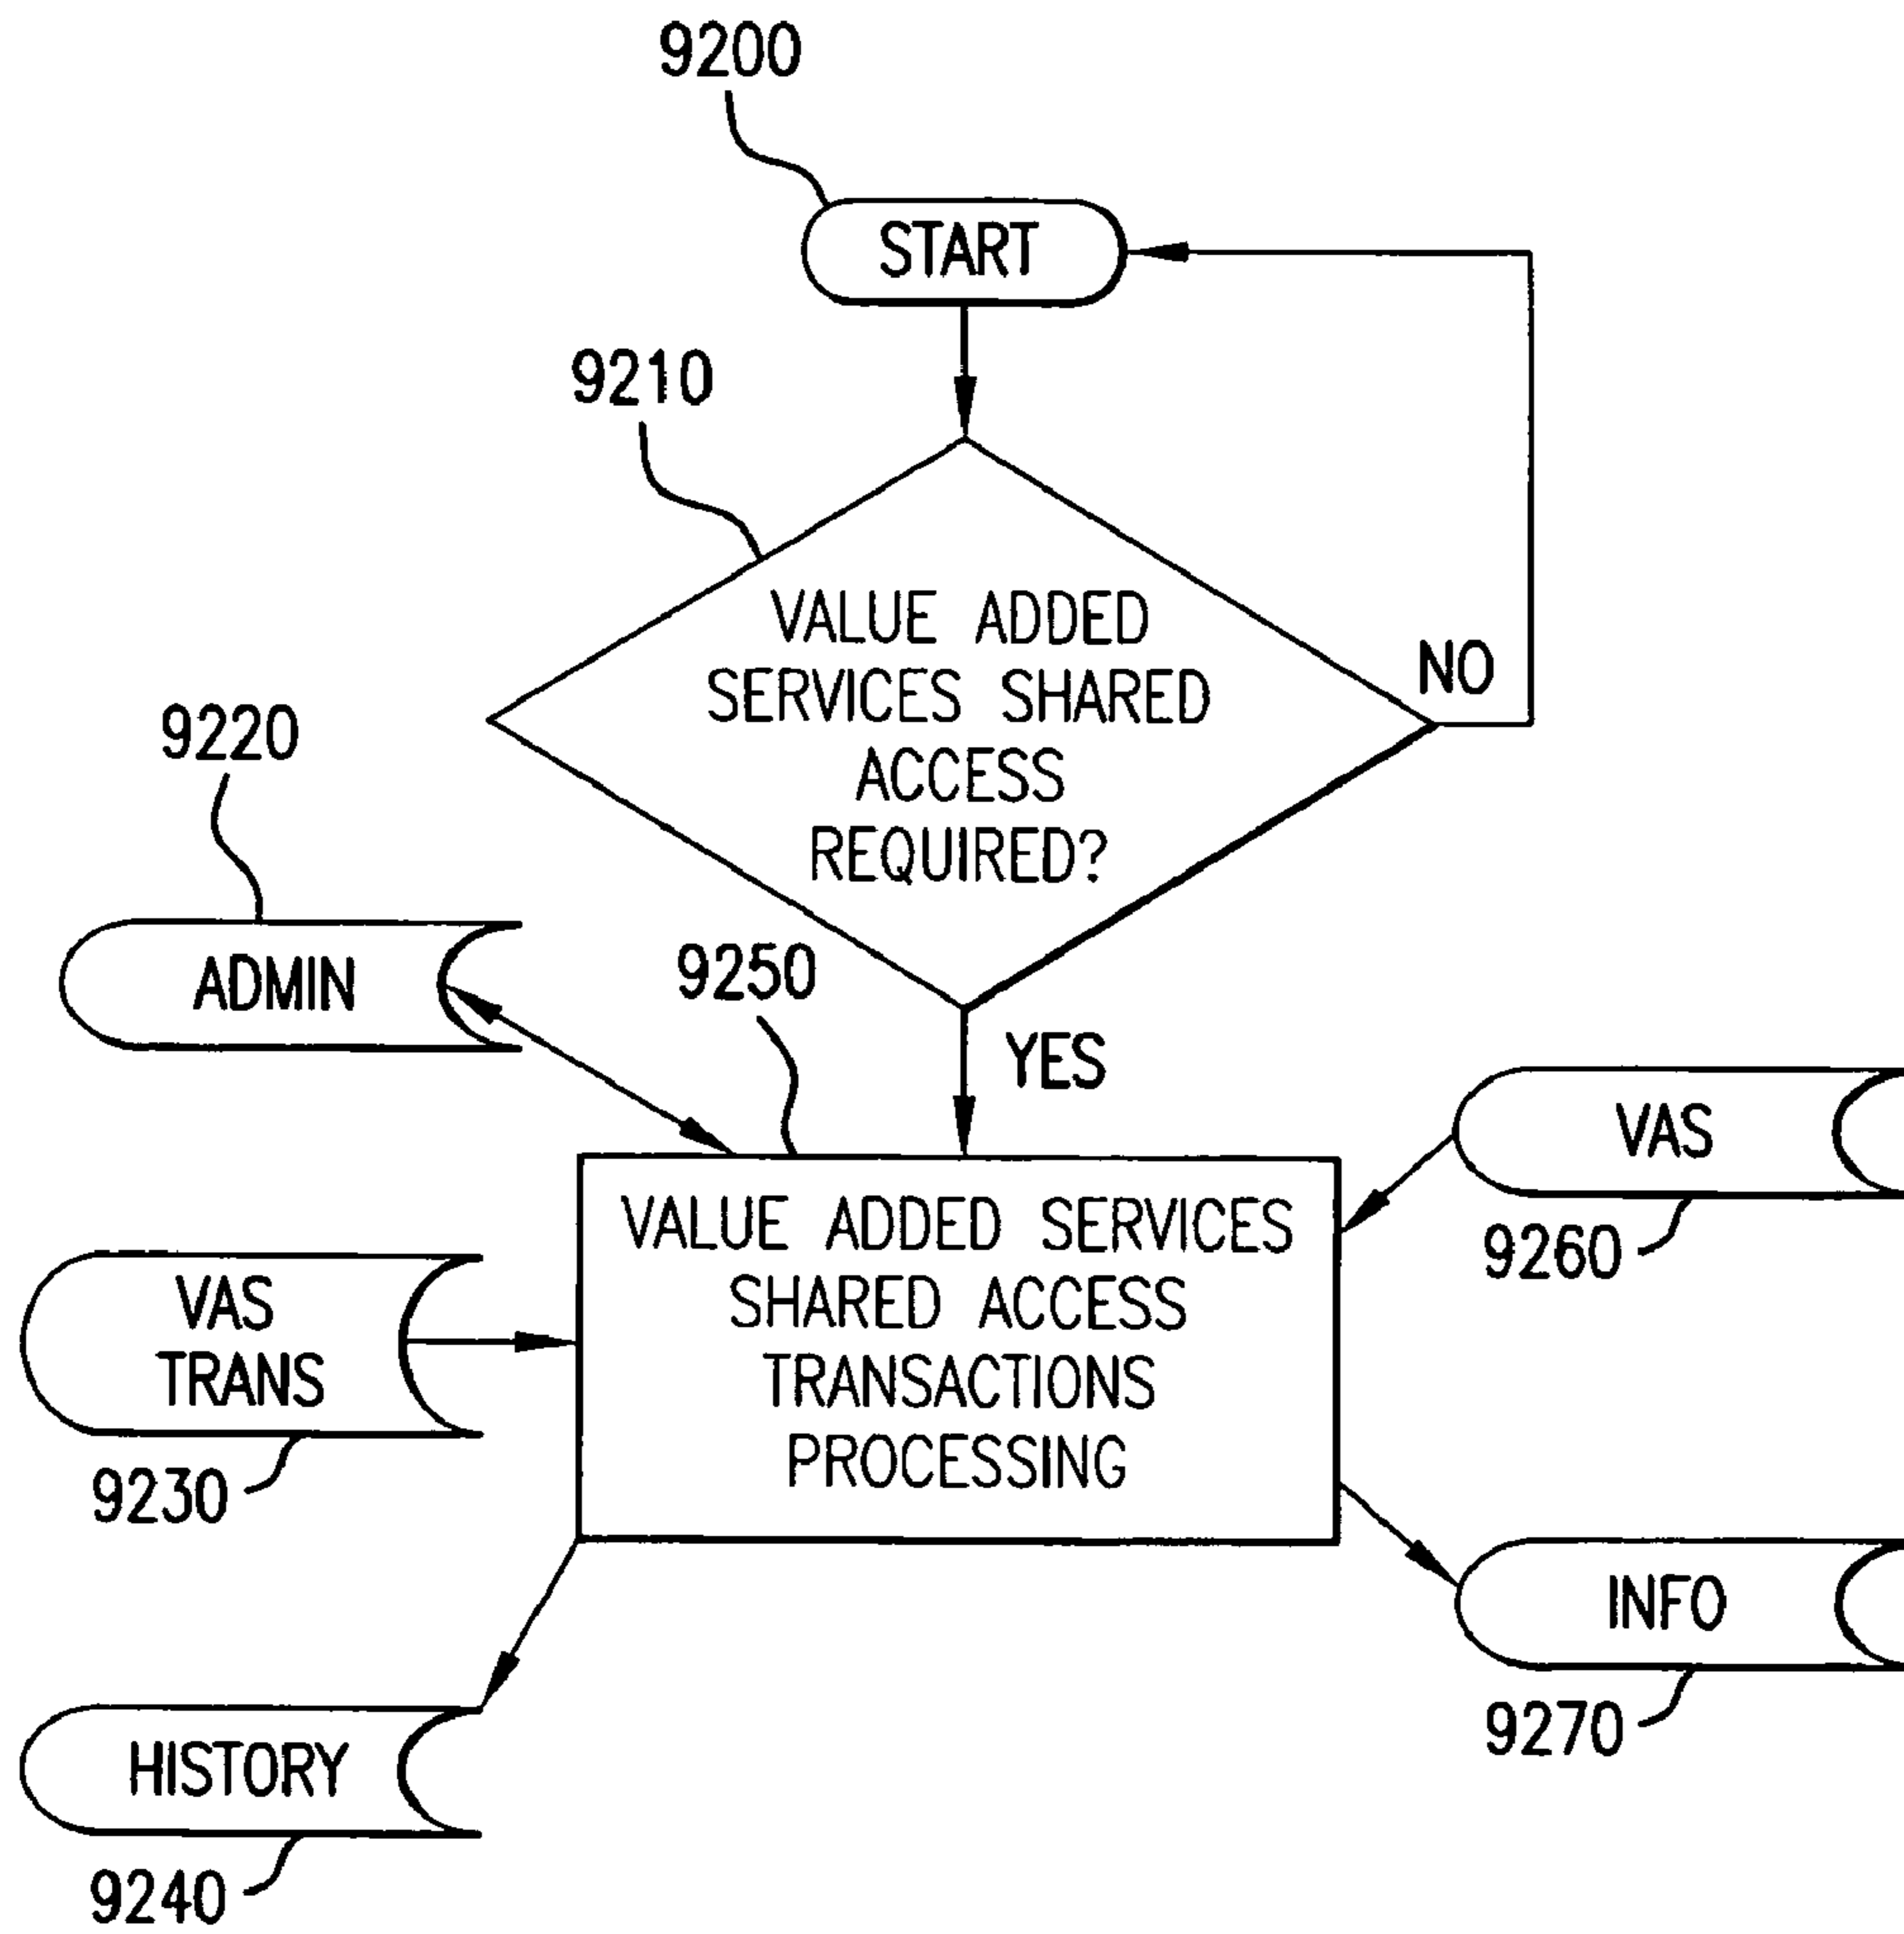 9200
START
9210
VALUE ADDED
SERVICES SHARED
ACCESS
REQUIRED?
NO
9220
ADMIN
9250
YES
VAS
9260
VALUE ADDED SERVICES
SHARED ACCESS
TRANSACTIONS
PROCESSING
VAS
TRANS
9230
INFO
9270
HISTORY
9240